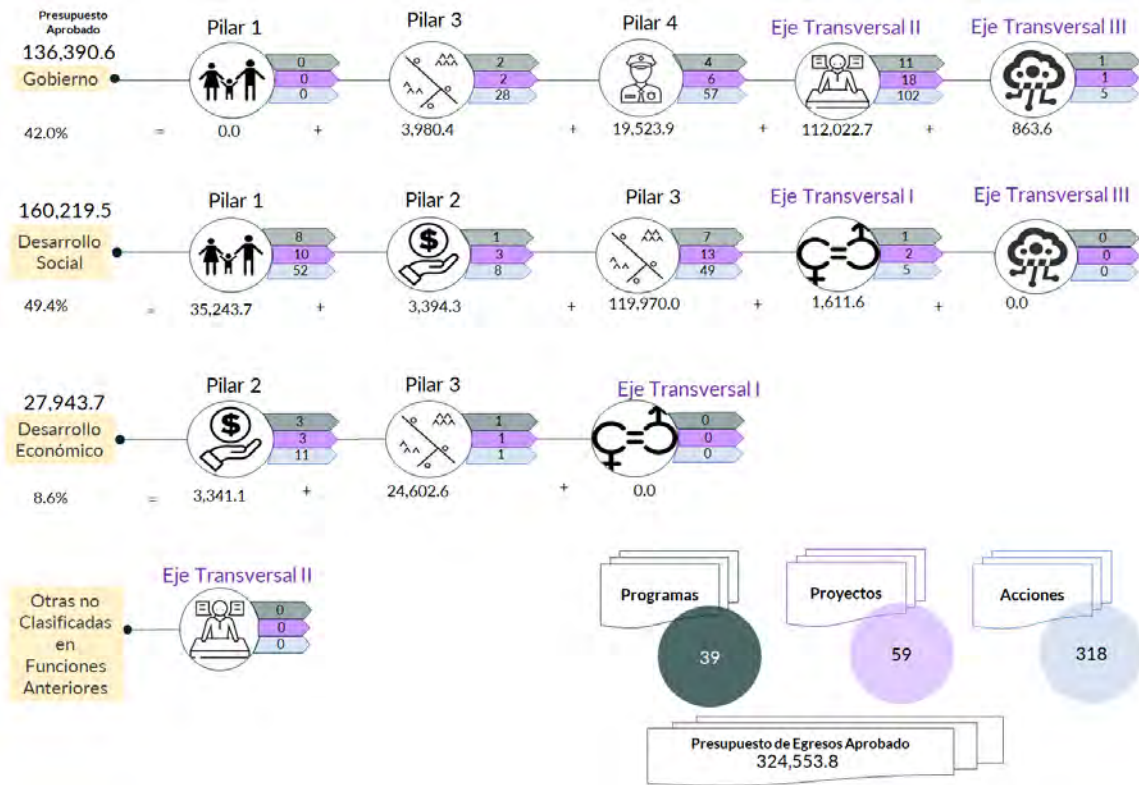 Presupuesto
Aprobado
136,390.6
Gobierno
42.0%
=
Pilar 1
0
0
0
0.0
+
Pilar 3
2
2
28
3,980.4
+
Pilar 4
4
6
57
19,523.9
+
Eje Transversal II
11
18
102
112,022.7
+
Eje Transversal III
1
1
5
863.6
160,219.5
Desarrollo
Social
49.4%
=
Pilar 1
8
10
52
35,243.7
+
Pilar 2
$
1
3
8
3,394.3
+
Pilar 3
7
13
49
119,970.0
+
Eje Transversal I
1
2
5
1,611.6
+
Eje Transversal III
0
0
0
0.0
27,943.7
Desarrollo
Económico
8.6%
=
Pilar 2
$
3
3
11
3,341.1
+
Pilar 3
1
1
1
24,602.6
+
Eje Transversal I
0
0
0
0.0
Otras no
Clasificadas
en
Funciones
Anteriores
Eje Transversal II
0
0
0
Programas
39
Proyectos
59
Acciones
318
Presupuesto de Egresos Aprobado
324,553.8